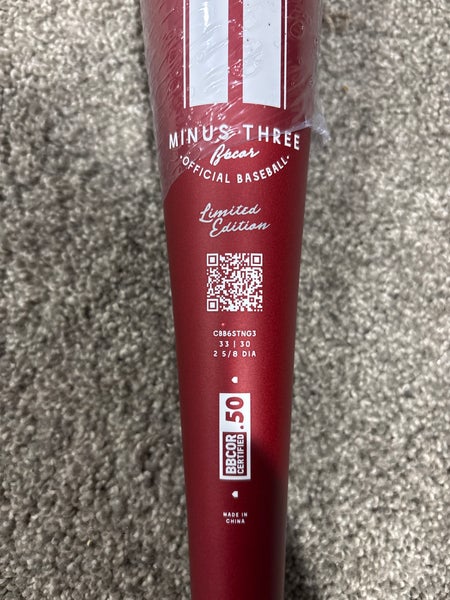 MINUS THREE
Bbcor
·OFFICIAL BASEBALL·
Limited
Edition
CBB6STNG3
33 | 30
2 5/8 DIA
BBCOR
CERTIFIED
.50
MADE IN
CHINA